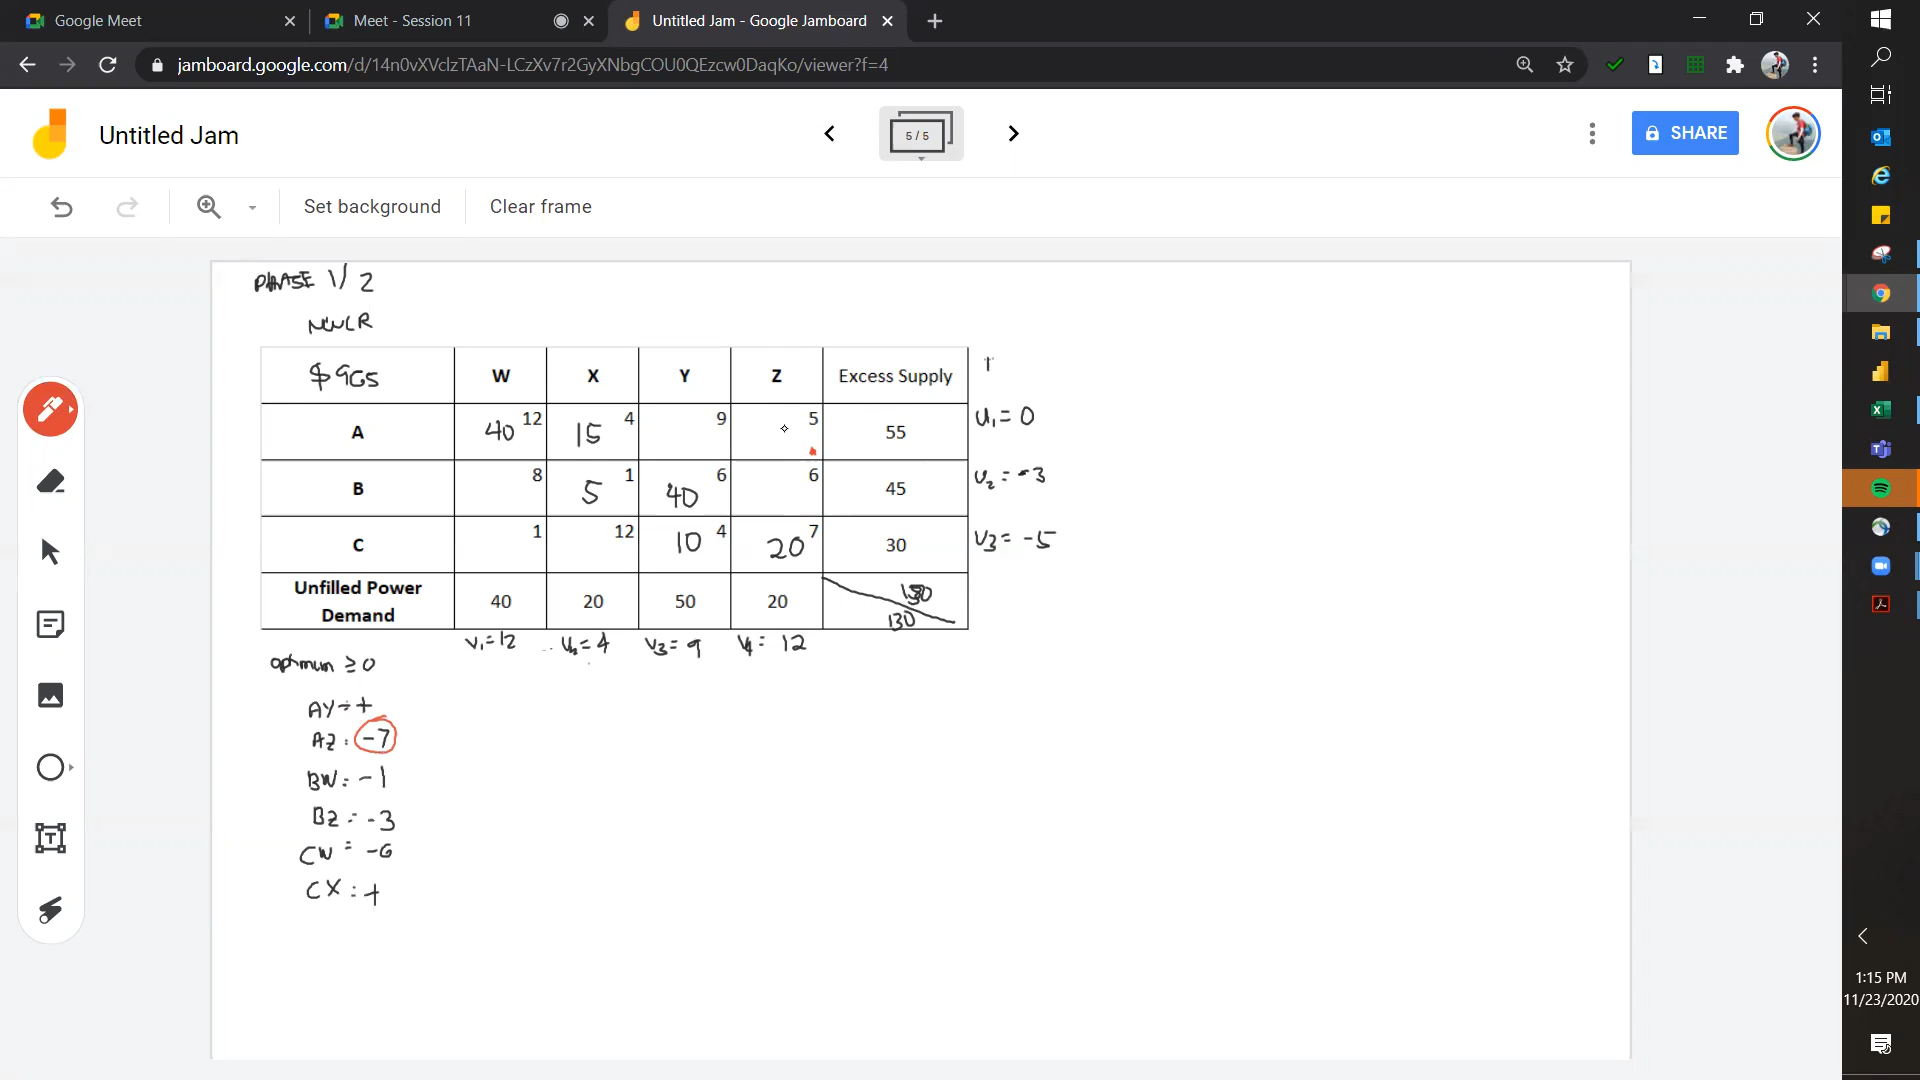 Google Meet
Meet - Session 11
Untitled Jam - Google Jamboard
jamboard.google.com/d/14n0vXVclzTAaN-LCzXv7r2GyXNbgCOU0QEzcw0DaqKo/viewer?f=4
Untitled Jam
5 / 5
SHARE
Set background
Clear frame
PHASE 1/2
NWCR
$965 W X Y Z Excess Supply
A 40 12 15 4 9 5 55 U1 = 0
B 8 5 1 40 6 6 45 U2 = -3
C 1 12 10 4 20 7 30 U3 = -5
Unfilled Power Demand 40 20 50 20 130
130
V1 = 12 V2 = 4 V3 = 9 V4 = 12
optimum ≥ 0
AY = +
AZ : -7
BW : -1
BZ = -3
CW = -6
CX : +
1:15 PM
11/23/2020